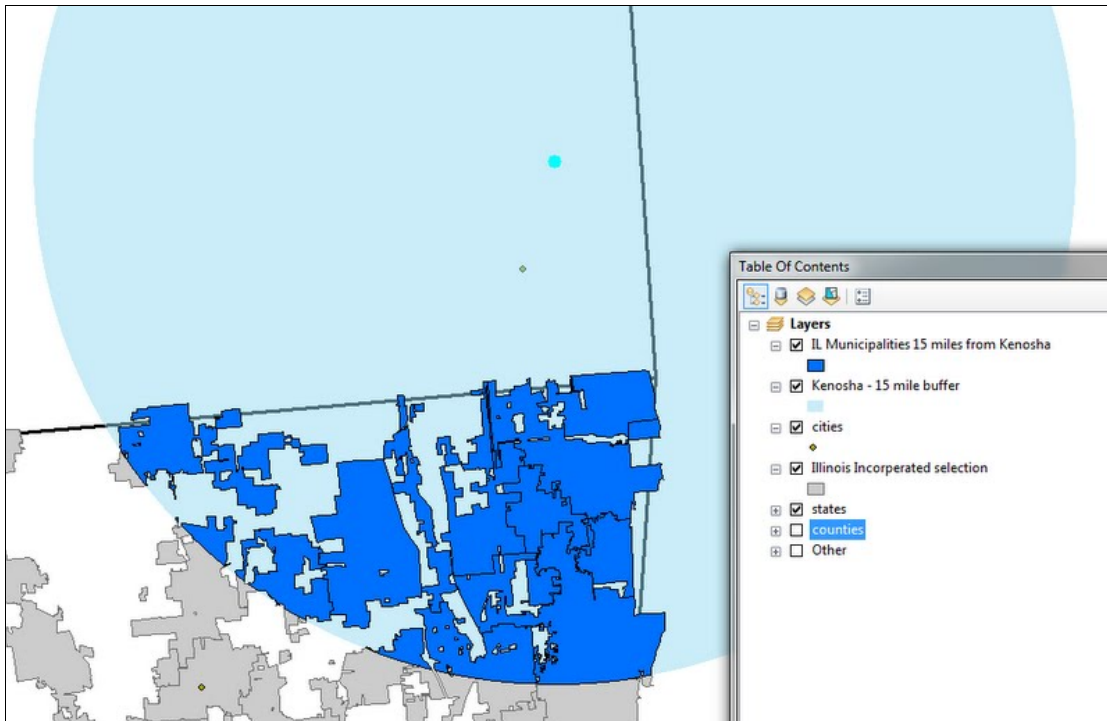 Table Of Contents
Layers
IL Municipalities 15 miles from Kenosha
Kenosha - 15 mile buffer
cities
Illinois Incorperated selection
states
counties
Other